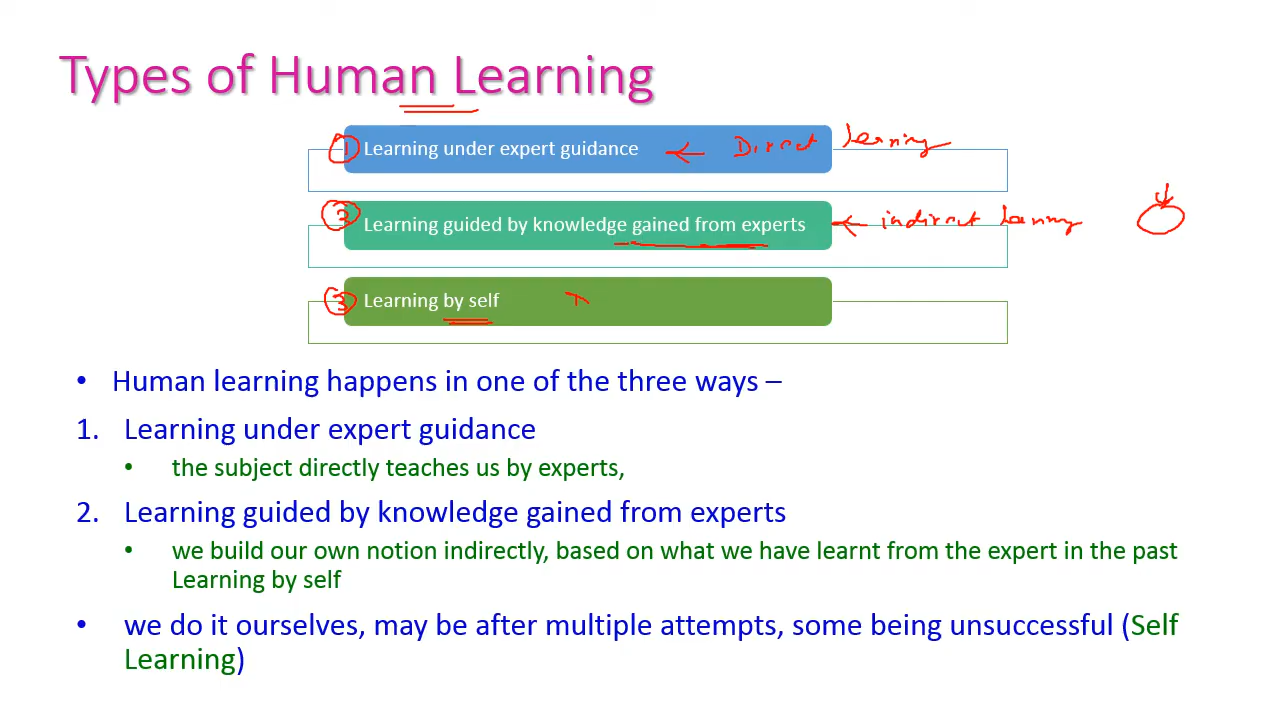 Types of Human Learning
1 Learning under expert guidance ← Direct learning
2 Learning guided by knowledge gained from experts ← indirect learning
3 Learning by self
• Human learning happens in one of the three ways –
1. Learning under expert guidance
• the subject directly teaches us by experts,
2. Learning guided by knowledge gained from experts
• we build our own notion indirectly, based on what we have learnt from the expert in the past
Learning by self
• we do it ourselves, may be after multiple attempts, some being unsuccessful (Self
Learning)